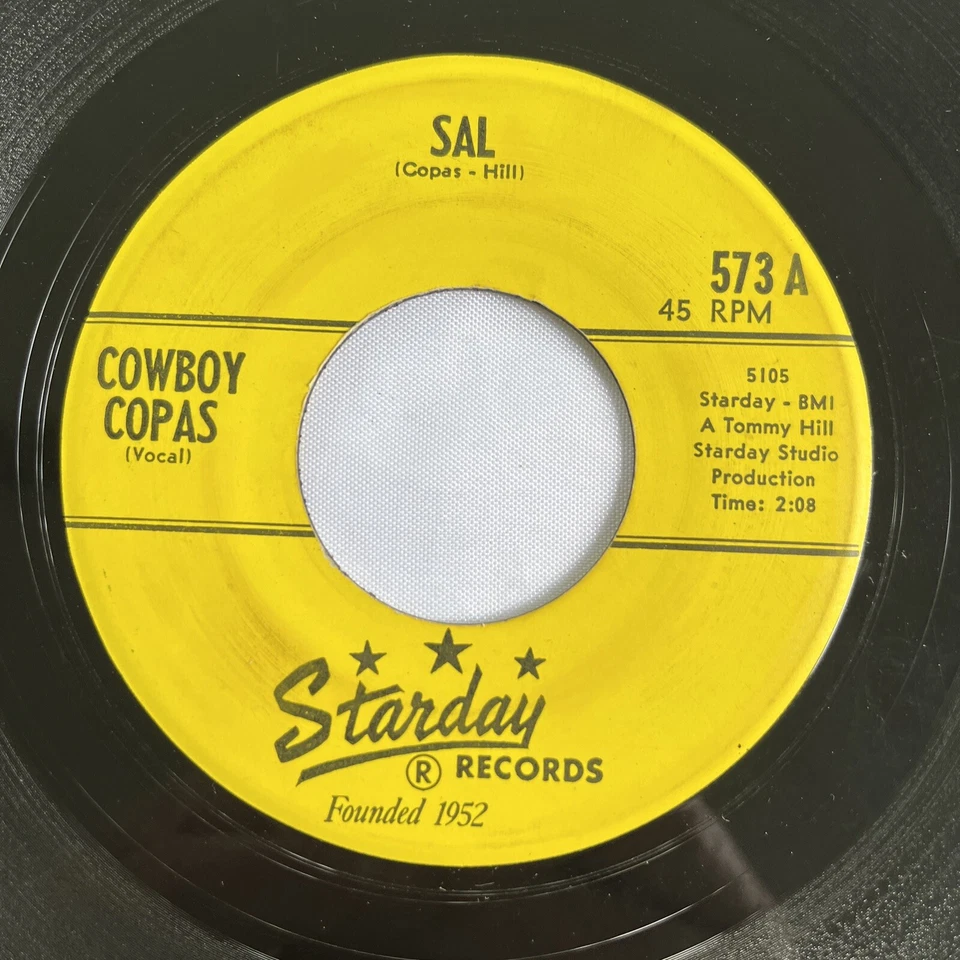 SAL
(Copas - Hill)
573 A
45 RPM
COWBOY
COPAS
(Vocal)
5105
Starday - BMI
A Tommy Hill
Starday Studio
Production
Time: 2:08
Starday
® RECORDS
Founded 1952